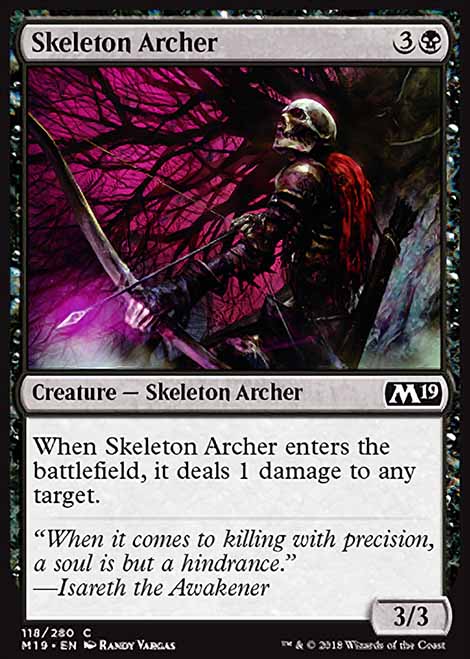 Skeleton Archer 3
Creature — Skeleton Archer M19
When Skeleton Archer enters the
battlefield, it deals 1 damage to any
target.
“When it comes to killing with precision,
a soul is but a hindrance.”
—Isareth the Awakener
3/3
118/280 C
M19 • EN Randy Vargas ™ & © 2018 Wizards of the Coast